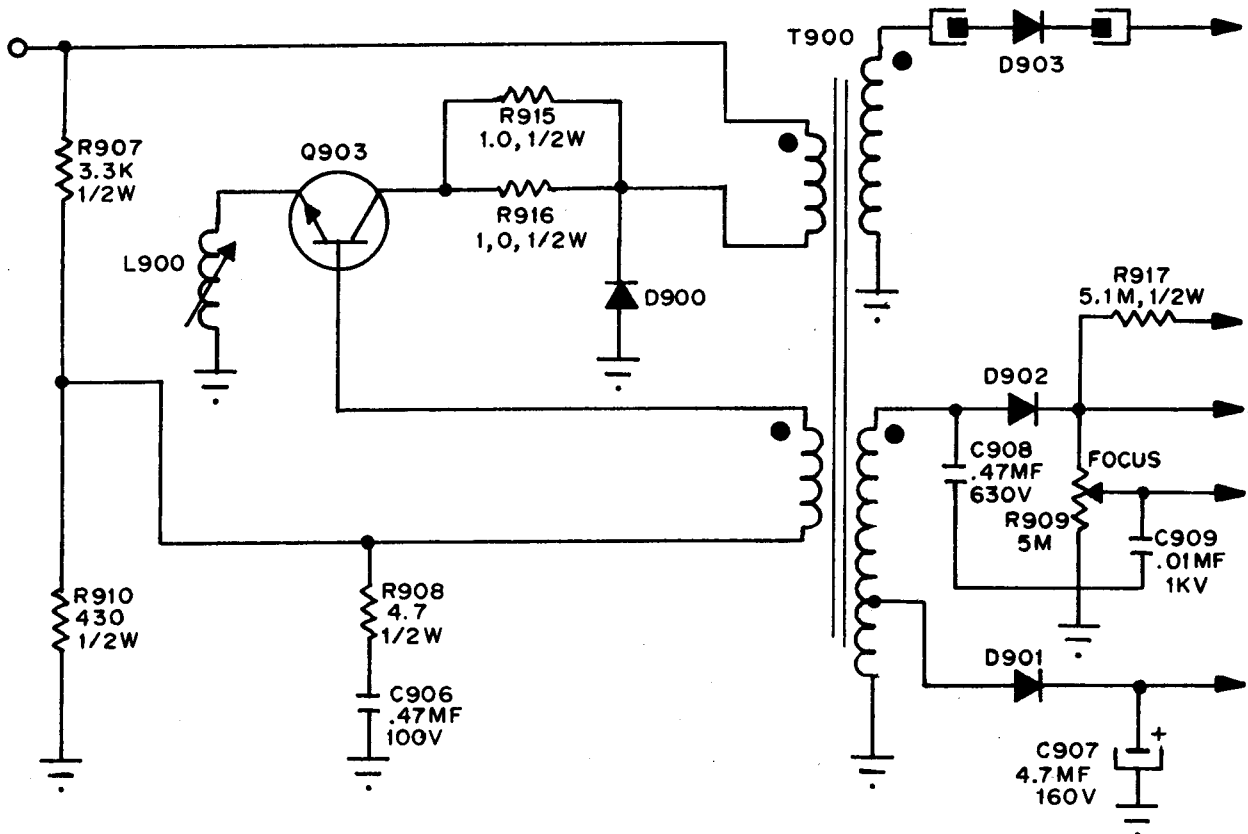 T900
D903
R915
1.0, 1/2W
R907
3.3K
1/2W
Q903
R916
1,0, 1/2W
L900
D900
R917
5.1M, 1/2W
D902
C908
.47MF
630V
FOCUS
R909
5M
C909
.01MF
1KV
R910
430
1/2W
R908
4.7
1/2W
D901
C906
.47MF
100V
C907
4.7MF
160V
+